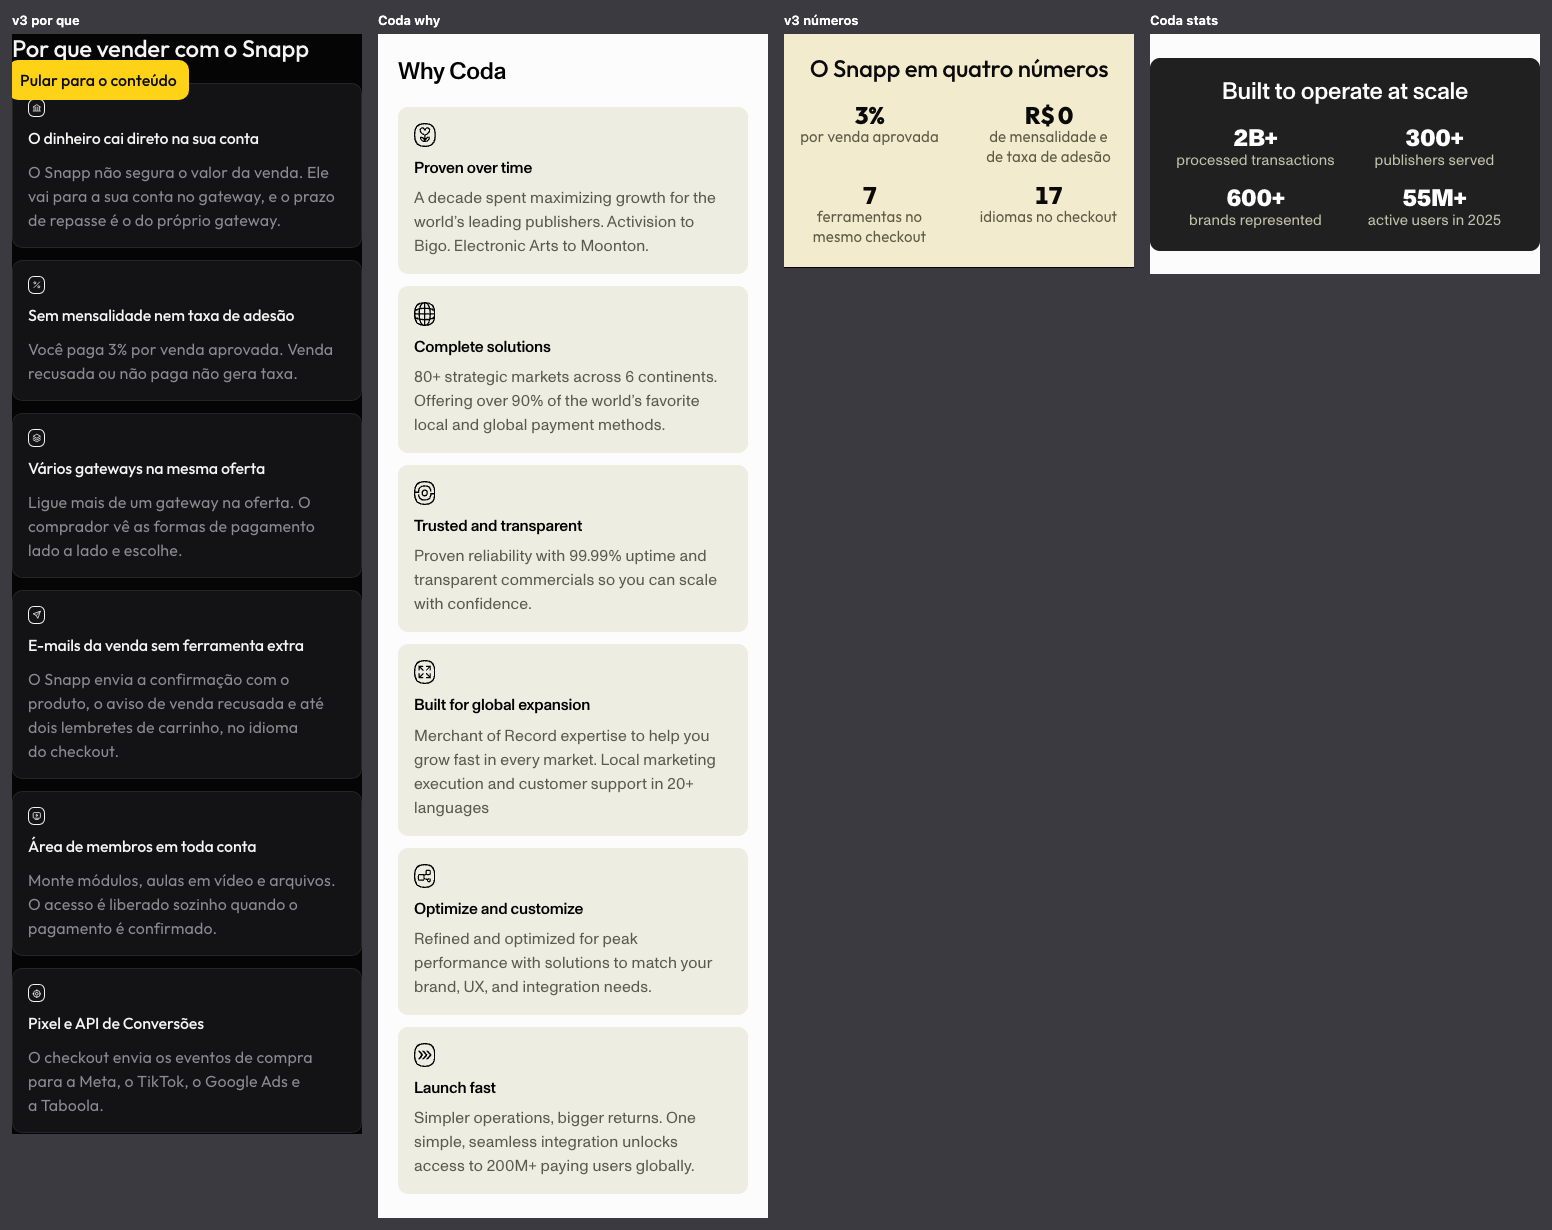 v3 por que
Por que vender com o Snapp
Pular para o conteúdo
O dinheiro cai direto na sua conta
O Snapp não segura o valor da venda. Ele
vai para a sua conta no gateway, e o prazo
de repasse é o do próprio gateway.
Sem mensalidade nem taxa de adesão
Você paga 3% por venda aprovada. Venda
recusada ou não paga não gera taxa.
Vários gateways na mesma oferta
Ligue mais de um gateway na oferta. O
comprador vê as formas de pagamento
lado a lado e escolhe.
E-mails da venda sem ferramenta extra
O Snapp envia a confirmação com o
produto, o aviso de venda recusada e até
dois lembretes de carrinho, no idioma
do checkout.
Área de membros em toda conta
Monte módulos, aulas em vídeo e arquivos.
O acesso é liberado sozinho quando o
pagamento é confirmado.
Pixel e API de Conversões
O checkout envia os eventos de compra
para a Meta, o TikTok, o Google Ads e
a Taboola.
Coda why
Why Coda
Proven over time
A decade spent maximizing growth for the
world's leading publishers. Activision to
Bigo. Electronic Arts to Moonton.
Complete solutions
80+ strategic markets across 6 continents.
Offering over 90% of the world's favorite
local and global payment methods.
Trusted and transparent
Proven reliability with 99.99% uptime and
transparent commercials so you can scale
with confidence.
Built for global expansion
Merchant of Record expertise to help you
grow fast in every market. Local marketing
execution and customer support in 20+
languages
Optimize and customize
Refined and optimized for peak
performance with solutions to match your
brand, UX, and integration needs.
Launch fast
Simpler operations, bigger returns. One
simple, seamless integration unlocks
access to 200M+ paying users globally.
v3 números
O Snapp em quatro números
3%
por venda aprovada
R$ 0
de mensalidade e
de taxa de adesão
7
ferramentas no
mesmo checkout
17
idiomas no checkout
Coda stats
Built to operate at scale
2B+
processed transactions
300+
publishers served
600+
brands represented
55M+
active users in 2025